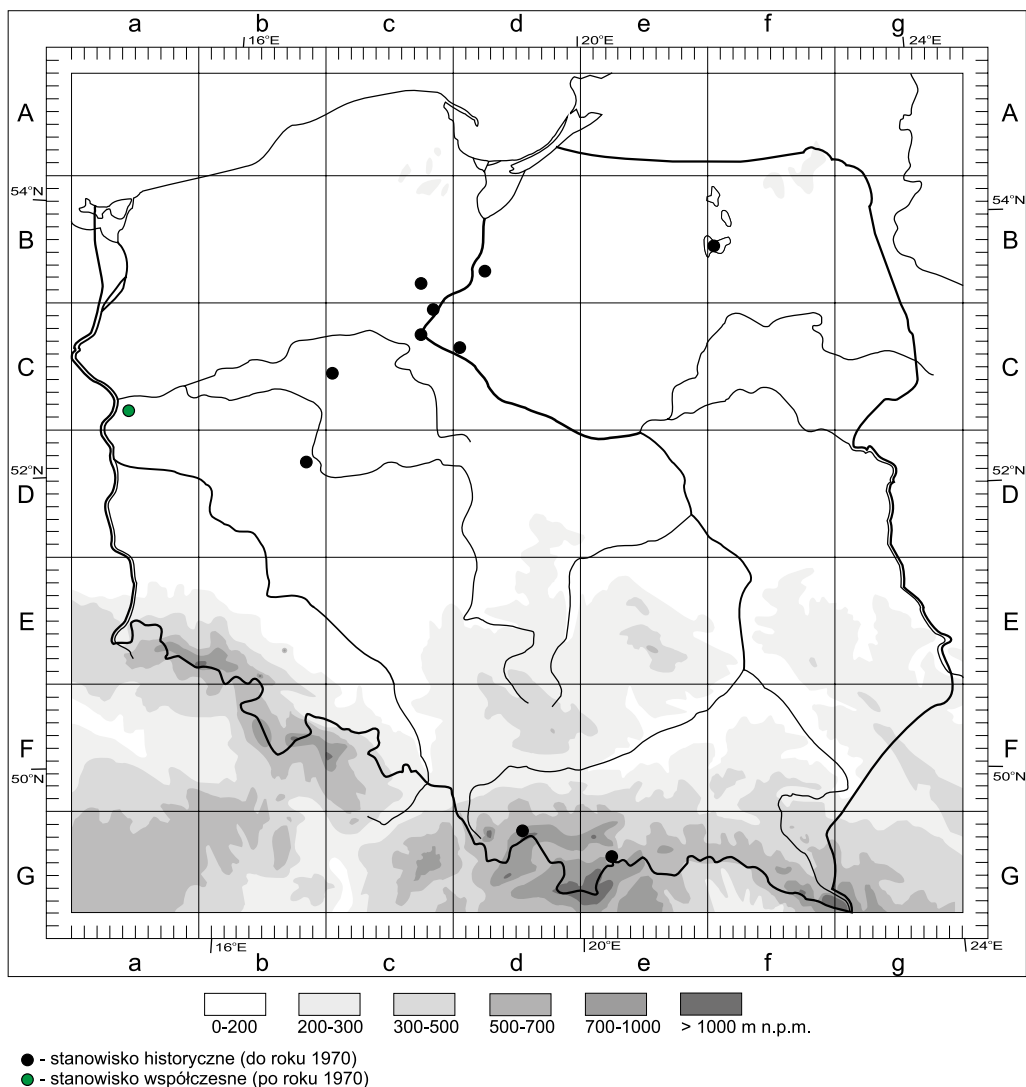 a b c d e f g
16°E 20°E 24°E
A A
54°N 54°N
B B
C C
52°N 52°N
D D
E E
F F
50°N 50°N
G G
16°E 20°E 24°E
a b c d e f g
0-200 200-300 300-500 500-700 700-1000 > 1000 m n.p.m.
- stanowisko historyczne (do roku 1970)
- stanowisko współczesne (po roku 1970)